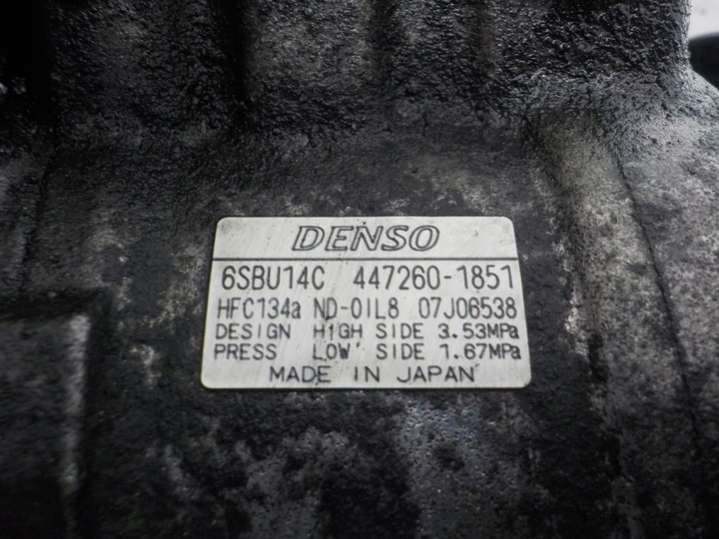 DENSO
6SBU14C 447260-1851
HFC134a ND-OIL8 07J06538
DESIGN HIGH SIDE 3.53MPa
PRESS LOW SIDE 1.67MPa
MADE IN JAPAN